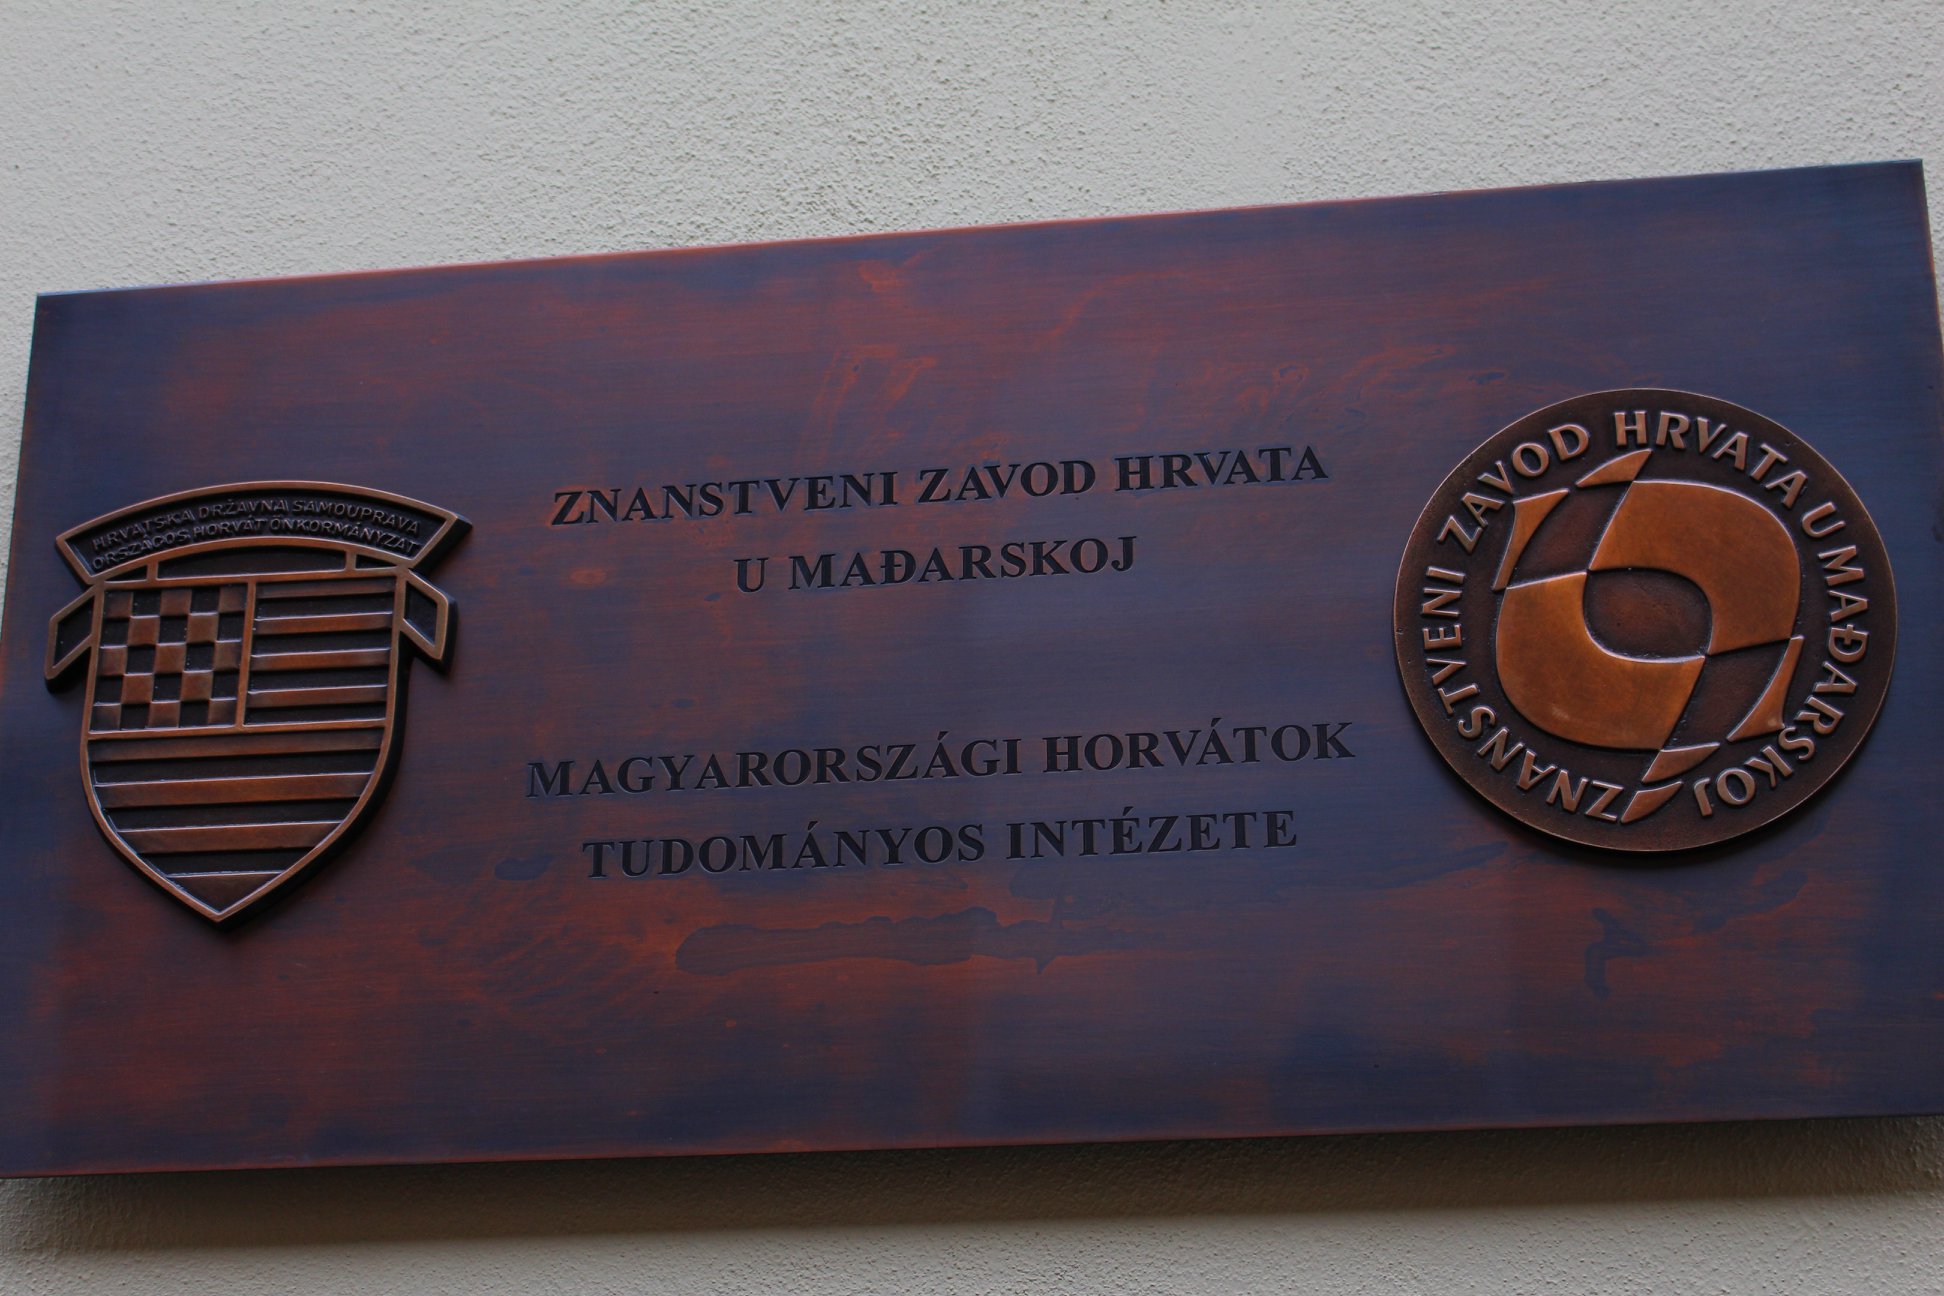 HRVATSKA DRŽAVNA SAMOUPRAVA
ORSZÁGOS HORVÁT ÖNKORMÁNYZAT
ZNANSTVENI ZAVOD HRVATA
U MAĐARSKOJ
MAGYARORSZÁGI HORVÁTOK
TUDOMÁNYOS INTÉZETE
ZNANSTVENI ZAVOD HRVATA U MAĐARSKOJ